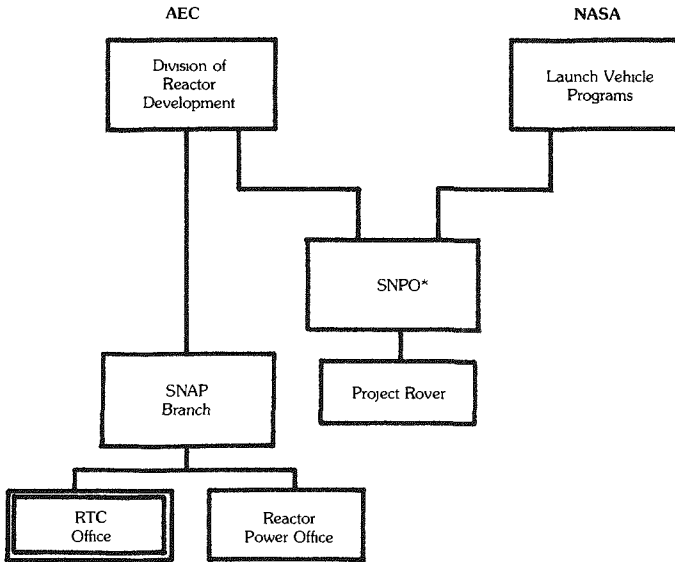 AEC
NASA
Division of
Reactor
Development
Launch Vehicle
Programs
SNPO*
SNAP
Branch
Project Rover
RTC
Office
Reactor
Power Office